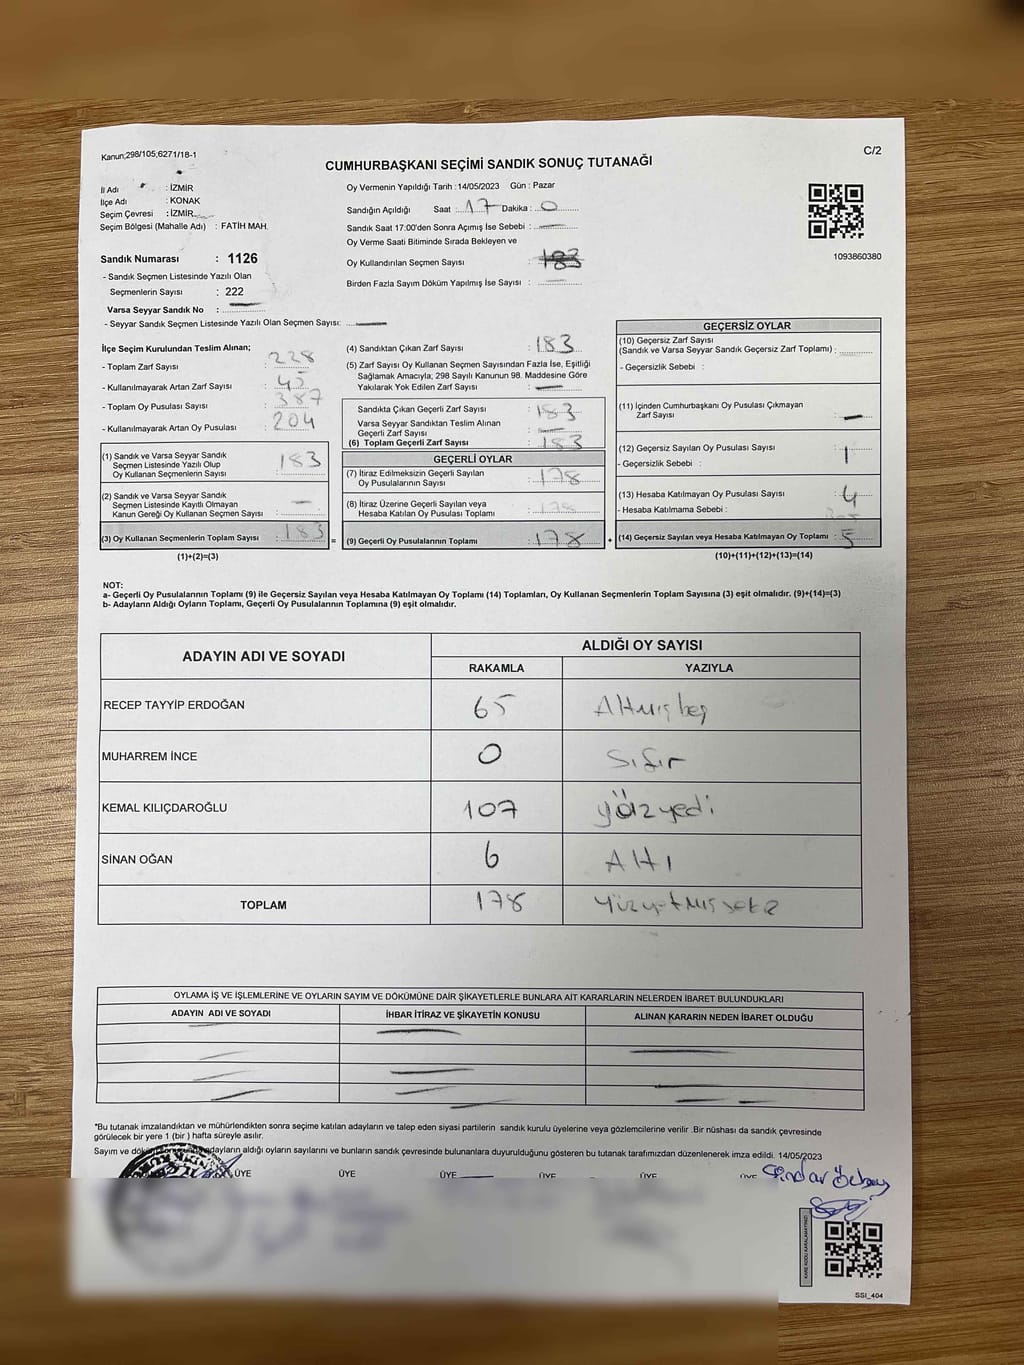 Kanun;298/105;6271/18-1
C/2
CUMHURBAŞKANI SEÇİMİ SANDIK SONUÇ TUTANAĞI
İl Adı : İZMİR
İlçe Adı : KONAK
Seçim Çevresi : İZMİR
Seçim Bölgesi (Mahalle Adı) : FATİH MAH.
Sandık Numarası : 1126
- Sandık Seçmen Listesinde Yazılı Olan
Seçmenlerin Sayısı : 222
Varsa Seyyar Sandık No :
- Seyyar Sandık Seçmen Listesinde Yazılı Olan Seçmen Sayısı:
Oy Vermenin Yapıldığı Tarih :14/05/2023 Gün : Pazar
Sandığın Açıldığı Saat : 17 Dakika : 0
Sandık Saat 17:00'den Sonra Açımış İse Sebebi :
Oy Verme Saati Bitiminde Sırada Bekleyen ve
Oy Kullandırılan Seçmen Sayısı : 183
Birden Fazla Sayım Döküm Yapılmış İse Sayısı :
1093860380
İlçe Seçim Kurulundan Teslim Alınan;
- Toplam Zarf Sayısı : 228
- Kullanılmayarak Artan Zarf Sayısı : 45
- Toplam Oy Pusulası Sayısı : 387
- Kullanılmayarak Artan Oy Pusulası : 204
(1) Sandık ve Varsa Seyyar Sandık
Seçmen Listesinde Yazılı Olup
Oy Kullanan Seçmenlerin Sayısı : 183
(2) Sandık ve Varsa Seyyar Sandık
Seçmen Listesinde Kayıtlı Olmayan
Kanun Gereği Oy Kullanan Seçmen Sayısı :
(3) Oy Kullanan Seçmenlerin Toplam Sayısı : 183
(1)+(2)=(3)
(4) Sandıktan Çıkan Zarf Sayısı : 183
(5) Zarf Sayısı Oy Kullanan Seçmen Sayısından Fazla İse, Eşitliği
Sağlamak Amacıyla; 298 Sayılı Kanunun 98. Maddesine Göre
Yakılarak Yok Edilen Zarf Sayısı :
Sandıkta Çıkan Geçerli Zarf Sayısı : 183
Varsa Seyyar Sandıktan Teslim Alınan
Geçerli Zarf Sayısı :
(6) Toplam Geçerli Zarf Sayısı : 183
GEÇERLİ OYLAR
(7) İtiraz Edilmeksizin Geçerli Sayılan
Oy Pusulalarının Sayısı : 178
(8) İtiraz Üzerine Geçerli Sayılan veya
Hesaba Katılan Oy Pusulası Toplamı : 178
(9) Geçerli Oy Pusulalarının Toplamı : 178
=
+
GEÇERSİZ OYLAR
(10) Geçersiz Zarf Sayısı
(Sandık ve Varsa Seyyar Sandık Geçersiz Zarf Toplamı) :
- Geçersizlik Sebebi :
(11) İçinden Cumhurbaşkanı Oy Pusulası Çıkmayan
Zarf Sayısı :
(12) Geçersiz Sayılan Oy Pusulası Sayısı : 1
- Geçersizlik Sebebi :
(13) Hesaba Katılmayan Oy Pusulası Sayısı : 4
- Hesaba Katılmama Sebebi :
(14) Geçersiz Sayılan veya Hesaba Katılmayan Oy Toplamı : 5
(10)+(11)+(12)+(13)=(14)
NOT:
a- Geçerli Oy Pusulalarının Toplamı (9) ile Geçersiz Sayılan veya Hesaba Katılmayan Oy Toplamı (14) Toplamları, Oy Kullanan Seçmenlerin Toplam Sayısına (3) eşit olmalıdır. (9)+(14)=(3)
b- Adayların Aldığı Oyların Toplamı, Geçerli Oy Pusulalarının Toplamına (9) eşit olmalıdır.
ADAYIN ADI VE SOYADI
ALDIĞI OY SAYISI
RAKAMLA YAZIYLA
RECEP TAYYİP ERDOĞAN 65 Altmışbeş
MUHARREM İNCE 0 Sıfır
KEMAL KILIÇDAROĞLU 107 yüzyedi
SİNAN OĞAN 6 Altı
TOPLAM 178 yüzyetmişsekiz
OYLAMA İŞ VE İŞLEMLERİNE VE OYLARIN SAYIM VE DÖKÜMÜNE DAİR ŞİKAYETLERLE BUNLARA AİT KARARLARIN NELERDEN İBARET BULUNDUKLARI
ADAYIN ADI VE SOYADI İHBAR İTİRAZ VE ŞİKAYETİN KONUSU ALINAN KARARIN NEDEN İBARET OLDUĞU
*Bu tutanak imzalandıktan ve mühürlendikten sonra seçime katılan adayların ve talep eden siyasi partilerin sandık kurulu üyelerine veya gözlemcilerine verilir .Bir nüshası da sandık çevresinde
görülecek bir yere 1 (bir ) hafta süreyle asılır.
Sayım ve adayların aldığı oyların sayılarını ve bunların sandık çevresinde bulunanlara duyurulduğunu gösteren bu tutanak tarafımızdan düzenlenerek imza edildi. 14/05/2023
ÜYE ÜYE ÜYE ÜYE ÜYE ÜYE
KARE KODU KARALAMAYINIZ!
SSI_404